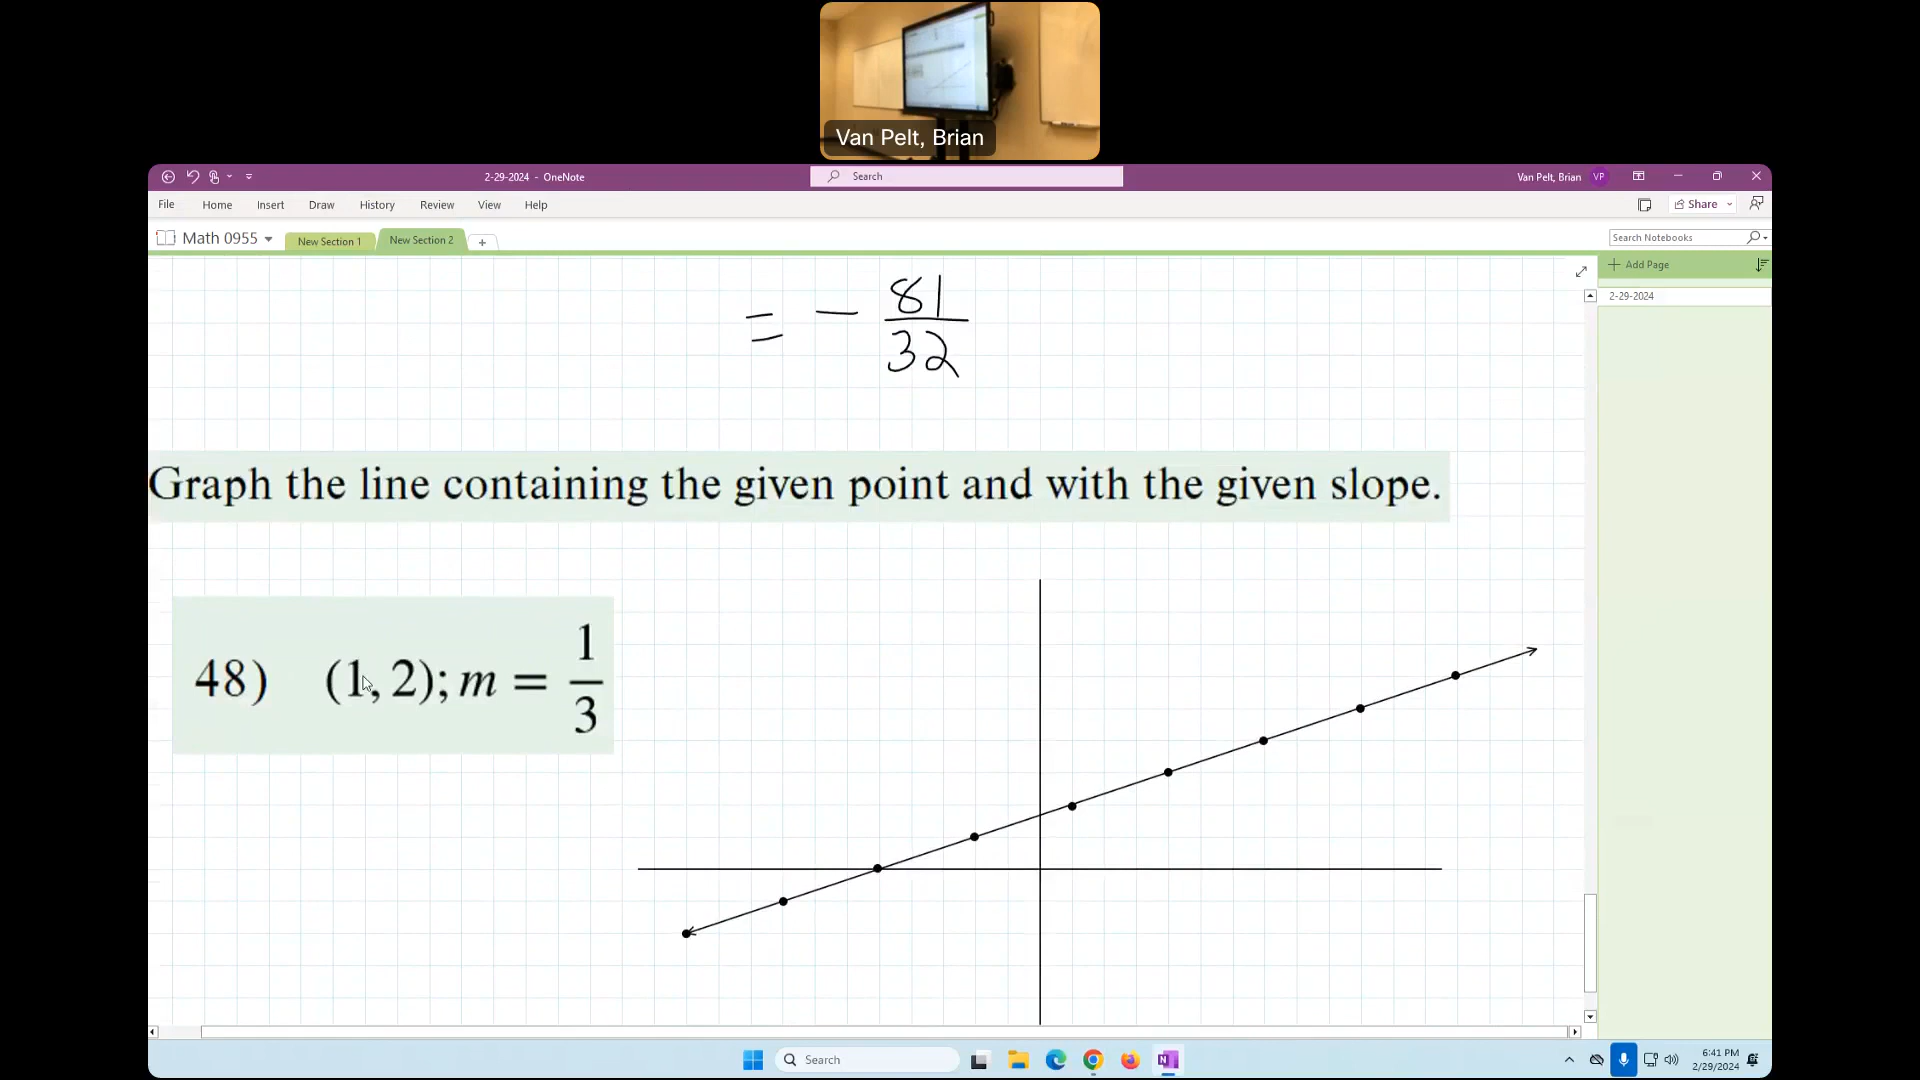 Van Pelt, Brian
2-29-2024 - OneNote
Search
Van Pelt, Brian
VP
File
Home
Insert
Draw
History
Review
View
Help
Share
Math 0955
New Section 1
New Section 2
+
Search Notebooks
+ Add Page
2-29-2024
= - 81/32
Graph the line containing the given point and with the given slope.
48) (1, 2); m = 1/3
Search
6:41 PM
2/29/2024